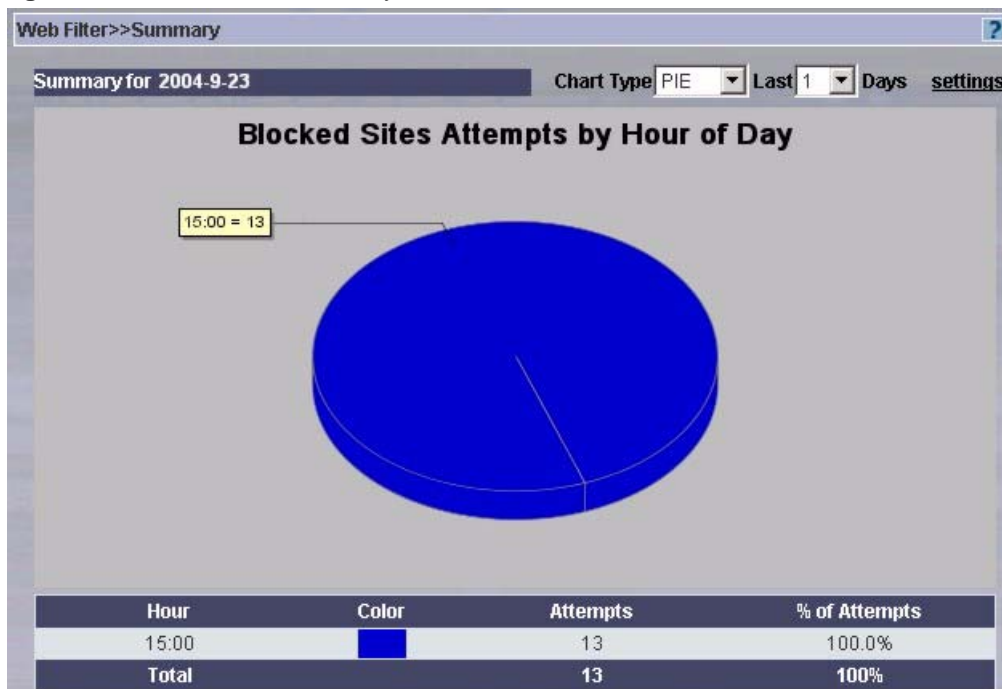 Web Filter>>Summary ?
Summary for 2004-9-23 Chart Type PIE Last 1 Days settings
Blocked Sites Attempts by Hour of Day
15:00 = 13
Hour Color Attempts % of Attempts
15:00 13 100.0%
Total 13 100%